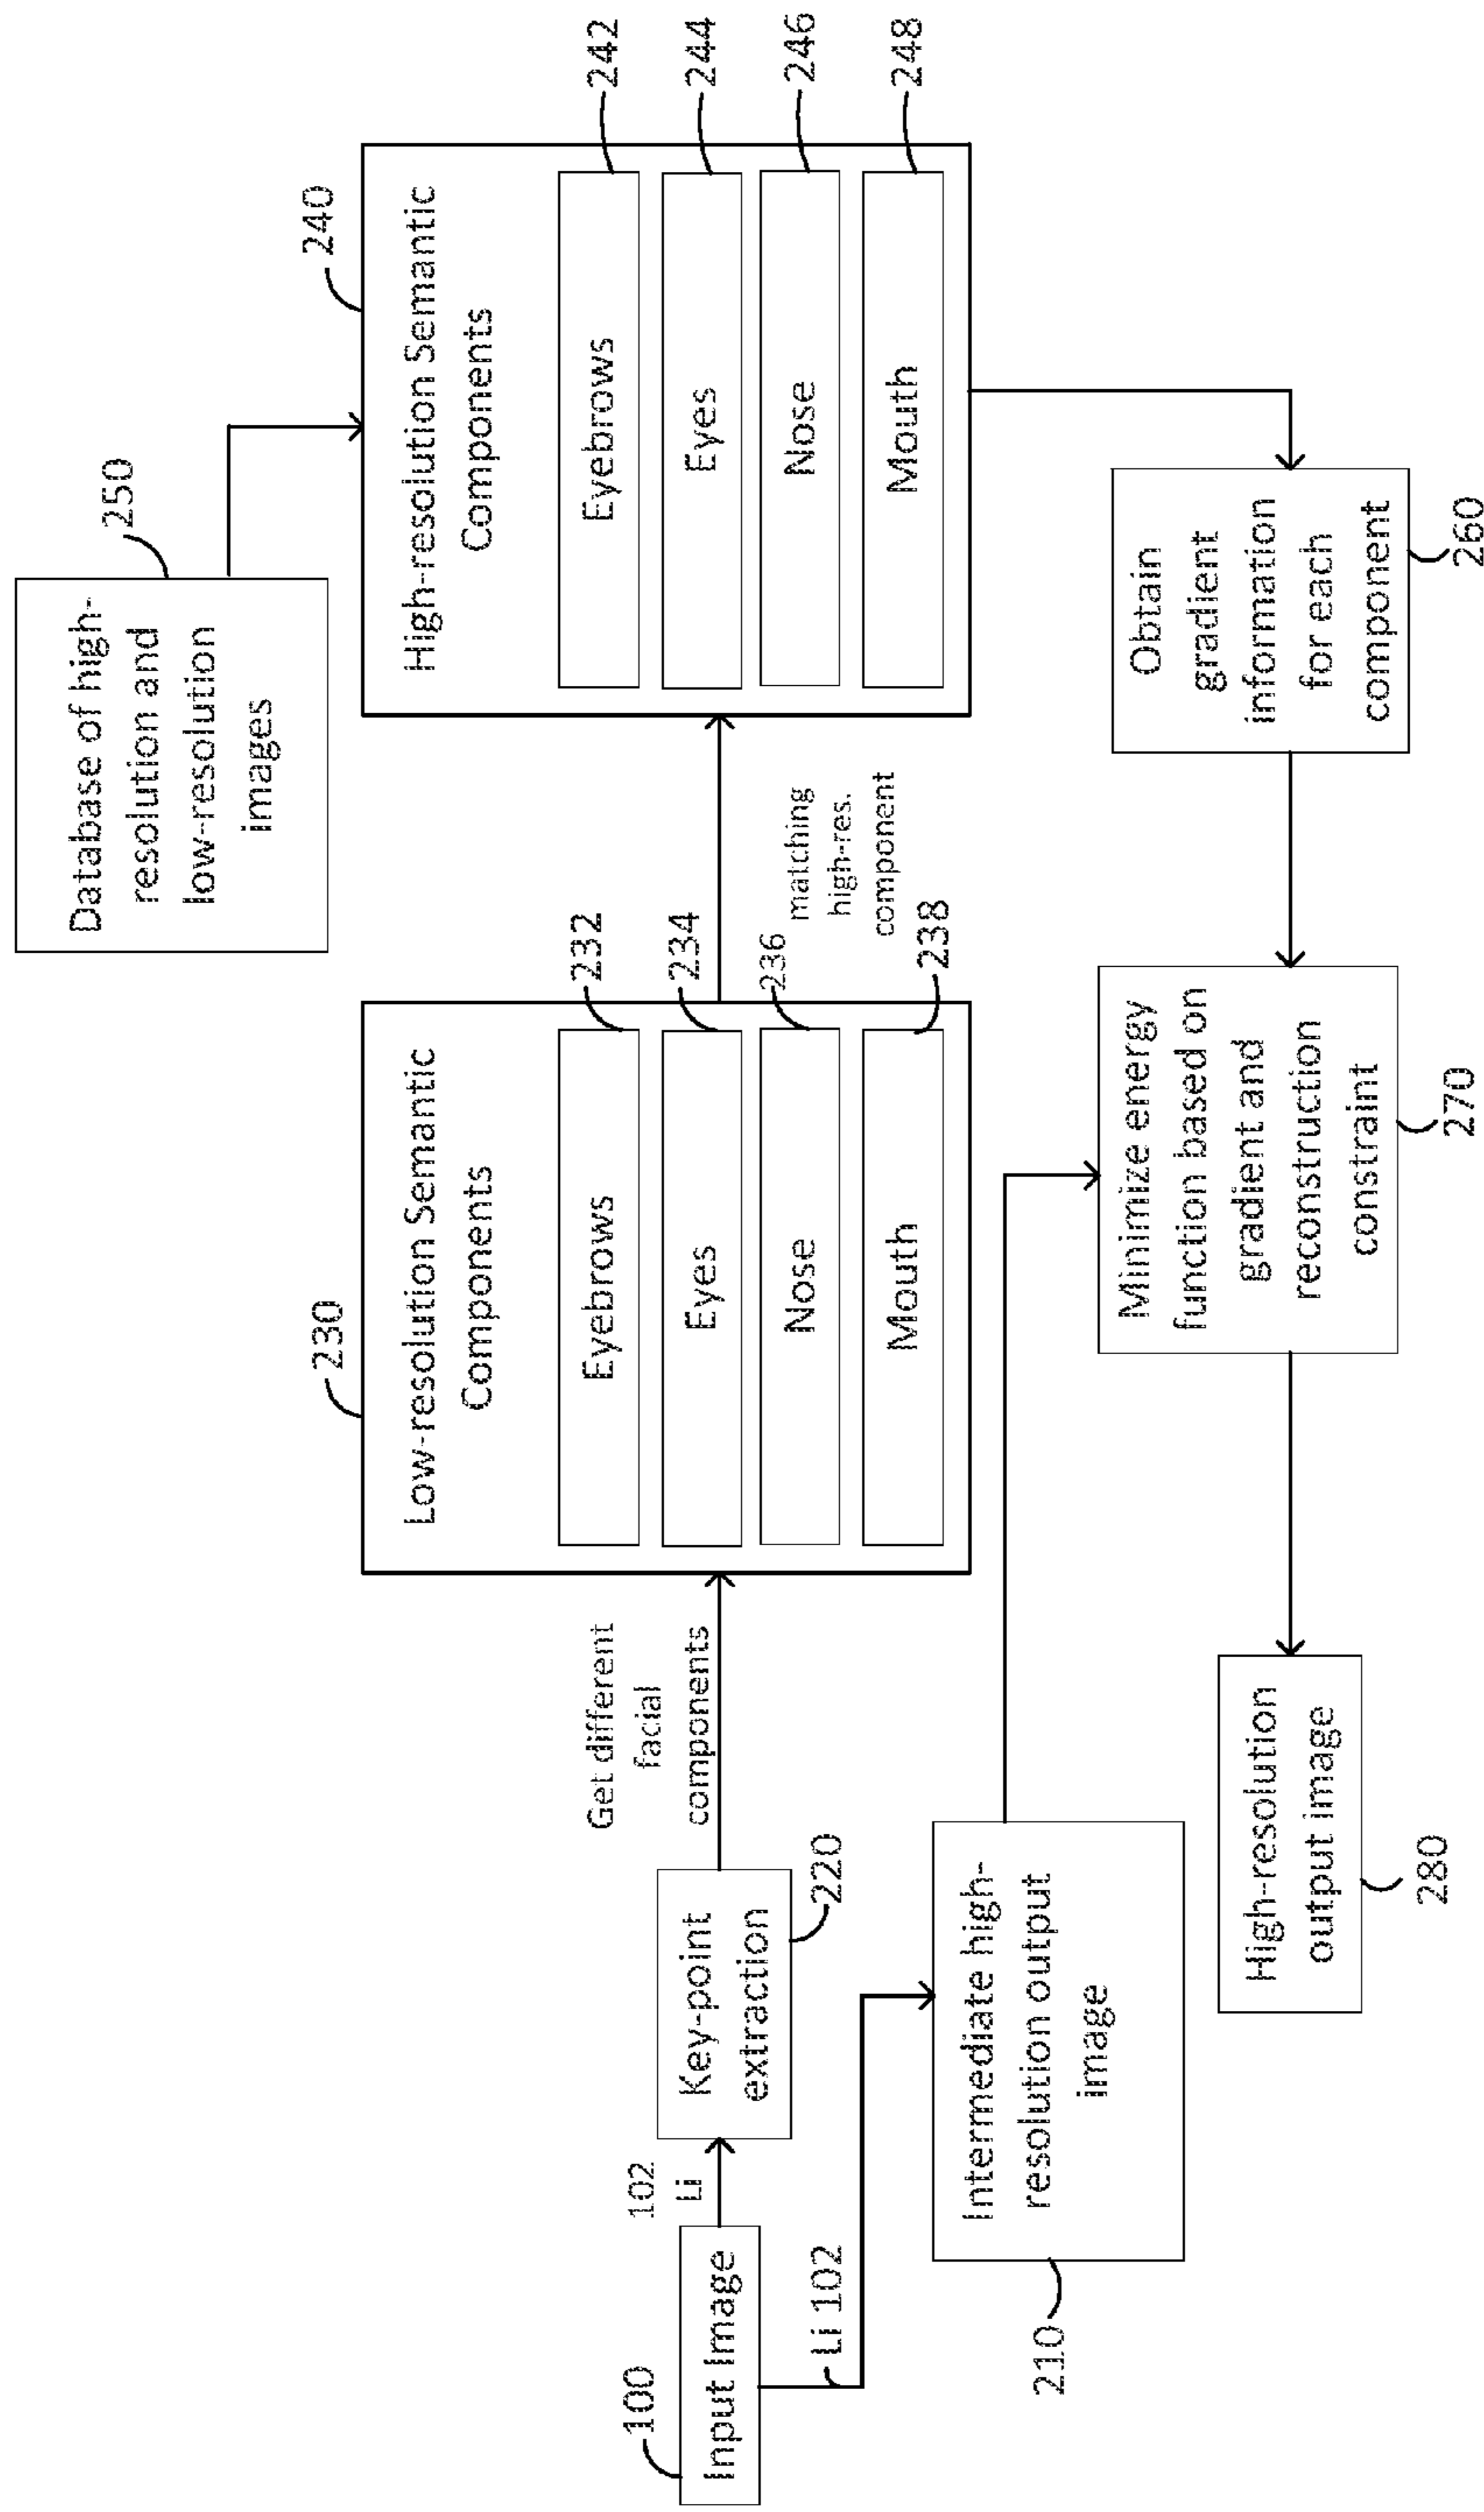 250
Database of high-
resolution and
low-resolution
images
230
Low-resolution Semantic
Components
Eyebrows
232
Eyes
234
Nose
236
Mouth
238
240
High-resolution Semantic
Components
Eyebrows
242
Eyes
244
Nose
246
Mouth
248
100
Input Image
102
Li
Key-point
extraction
220
Get different
facial
components
matching
high-res.
component
Li 102
210
Intermediate high-
resolution output
image
High-resolution
output image
280
Minimize energy
function based on
gradient and
reconstruction
constraint
270
Obtain
gradient
information
for each
component
260